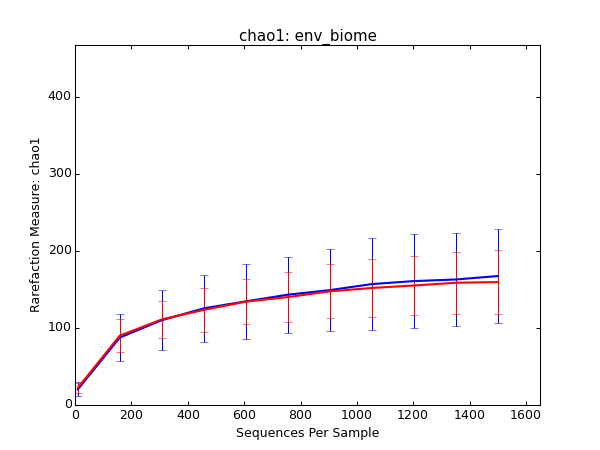 chao1: env_biome
400
300
200
100
0
Rarefaction Measure: chao1
0 200 400 600 800 1000 1200 1400 1600
Sequences Per Sample